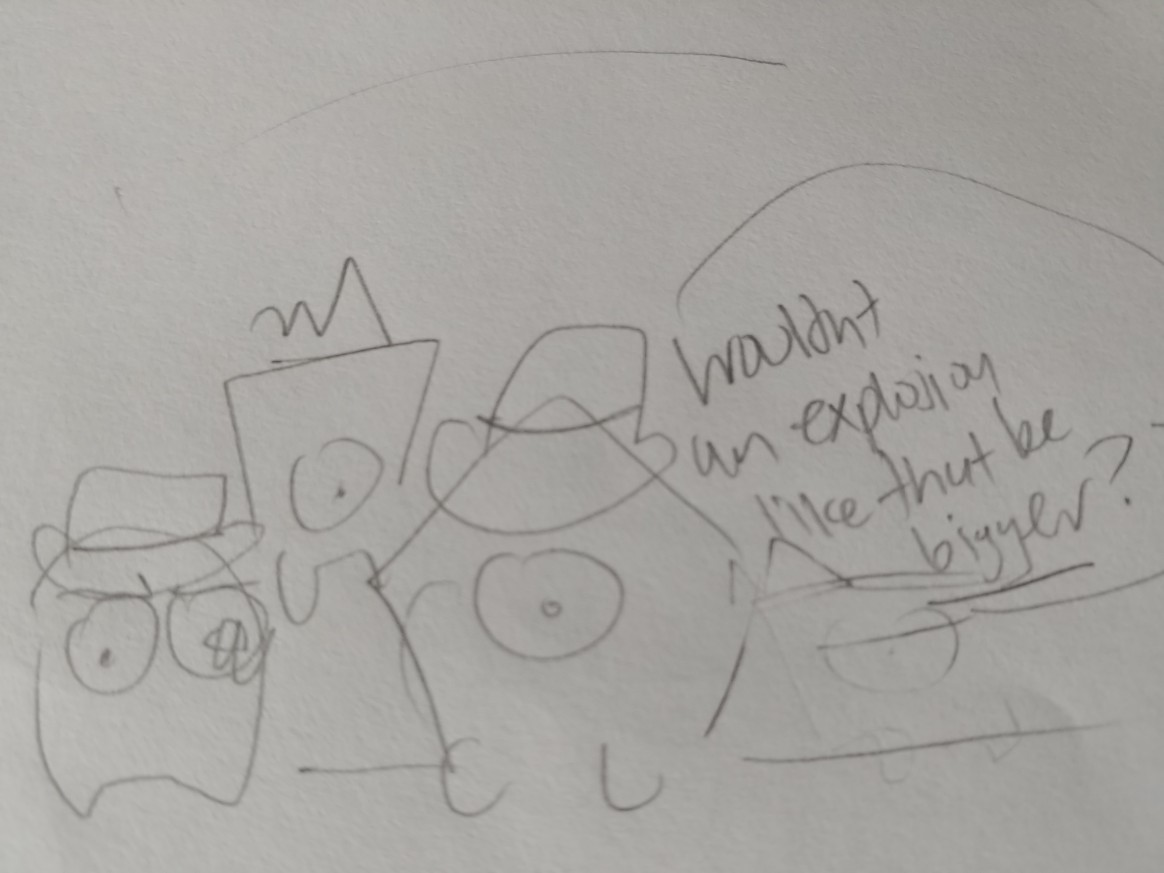 wouldnt
an explosion
like that be
bigger?